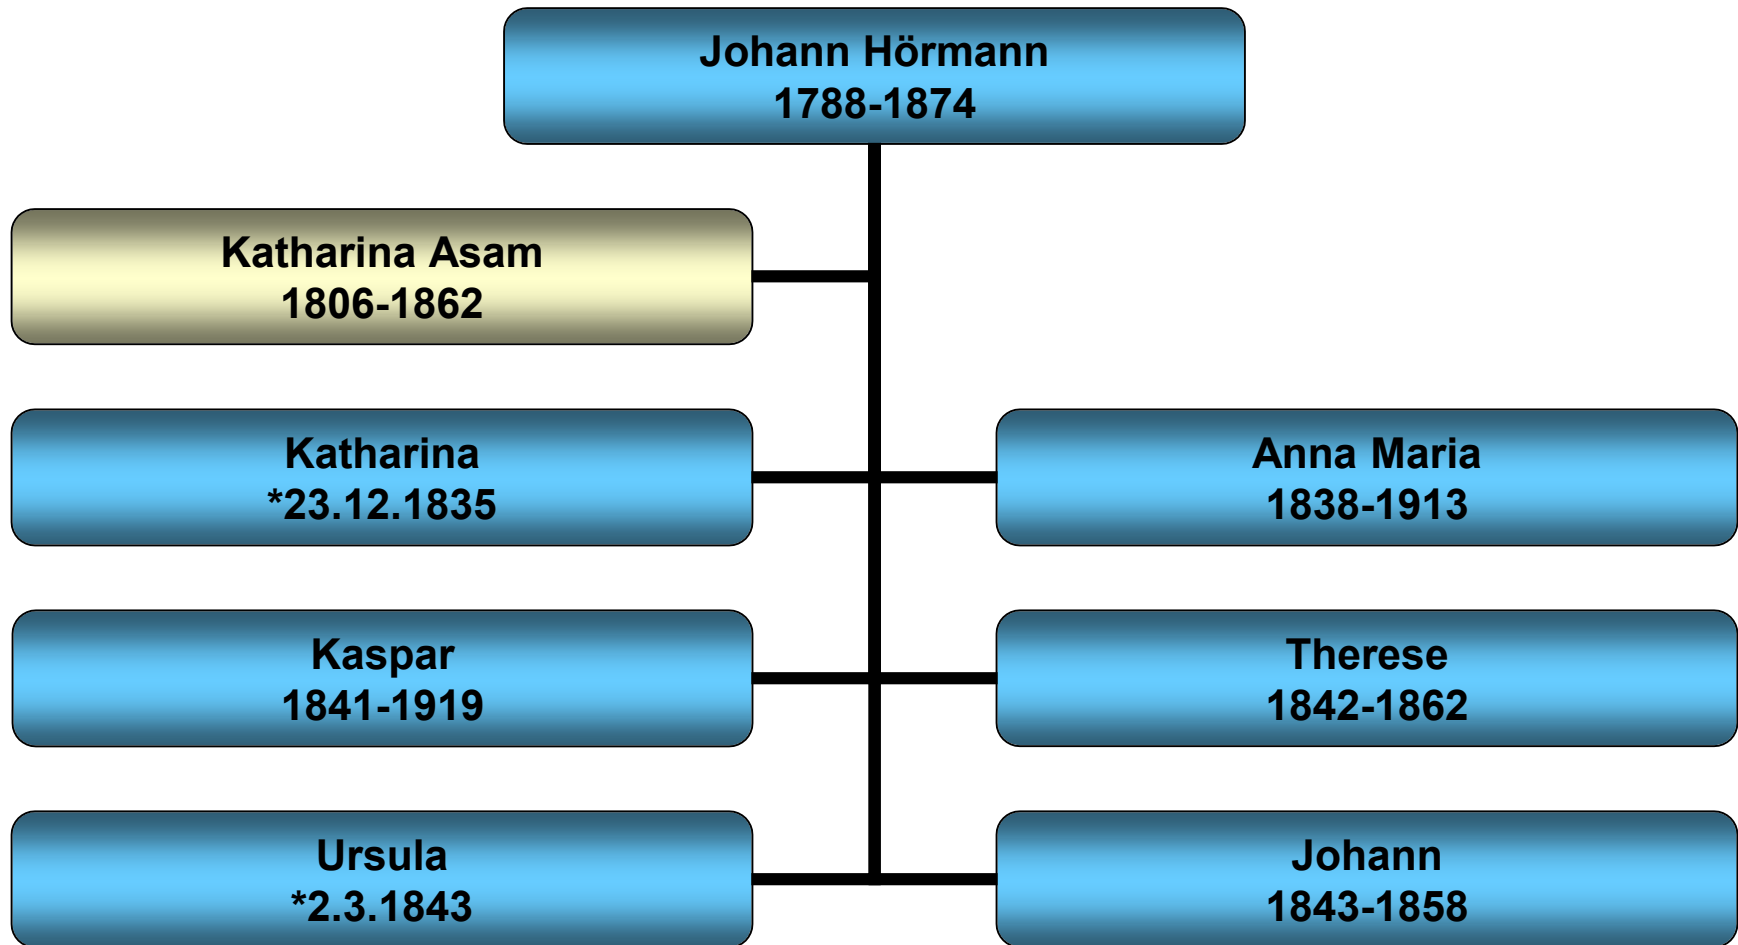 Johann Hörmann
1788-1874
Katharina Asam
1806-1862
Katharina
*23.12.1835
Anna Maria
1838-1913
Kaspar
1841-1919
Therese
1842-1862
Ursula
*2.3.1843
Johann
1843-1858